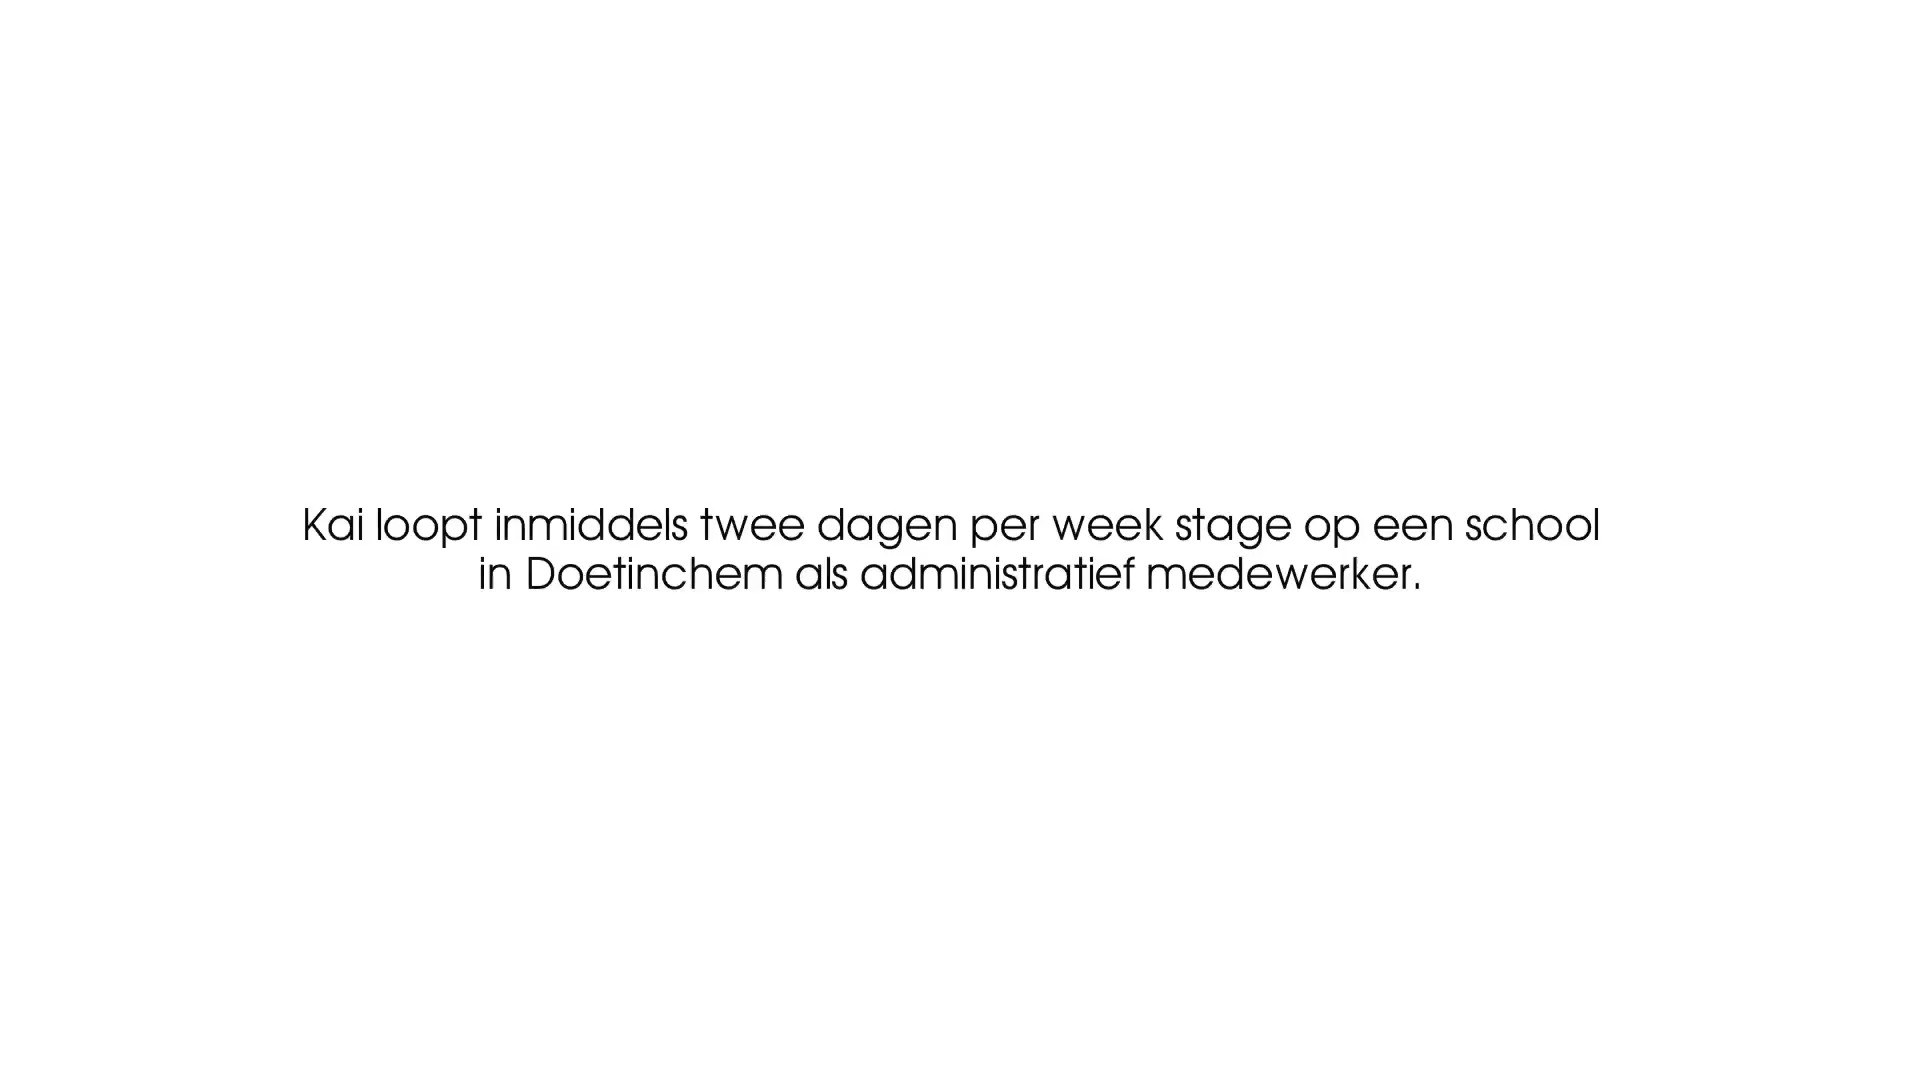 Kai loopt inmiddels twee dagen per week stage op een school
in Doetinchem als administratief medewerker.